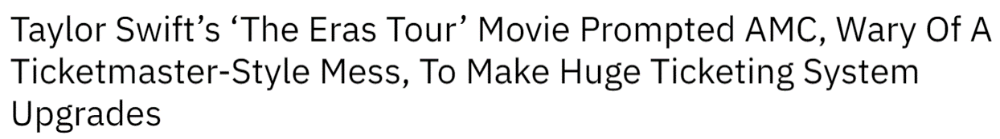 Taylor Swift’s ‘The Eras Tour’ Movie Prompted AMC, Wary Of A
Ticketmaster-Style Mess, To Make Huge Ticketing System
Upgrades